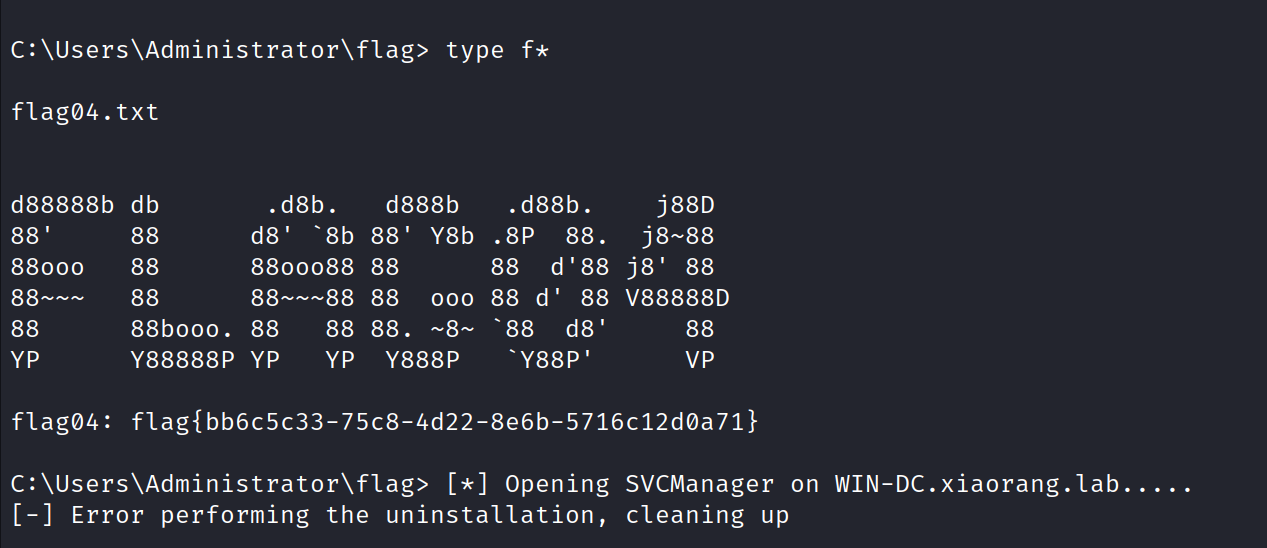 C:\Users\Administrator\flag> type f*
flag04.txt
d88888b db       .d8b.   d888b   .d88b.    j88D
88'     88      d8' `8b 88' Y8b .8P  88.  j8~88
88ooo   88      88ooo88 88      88  d'88 j8' 88
88~~~   88      88~~~88 88  ooo 88 d' 88 V88888D
88      88booo. 88   88 88. ~8~ `88  d8'     88
YP      Y88888P YP   YP  Y888P   `Y88P'      VP
flag04: flag{bb6c5c33-75c8-4d22-8e6b-5716c12d0a71}
C:\Users\Administrator\flag> [*] Opening SVCManager on WIN-DC.xiaorang.lab.....
[-] Error performing the uninstallation, cleaning up